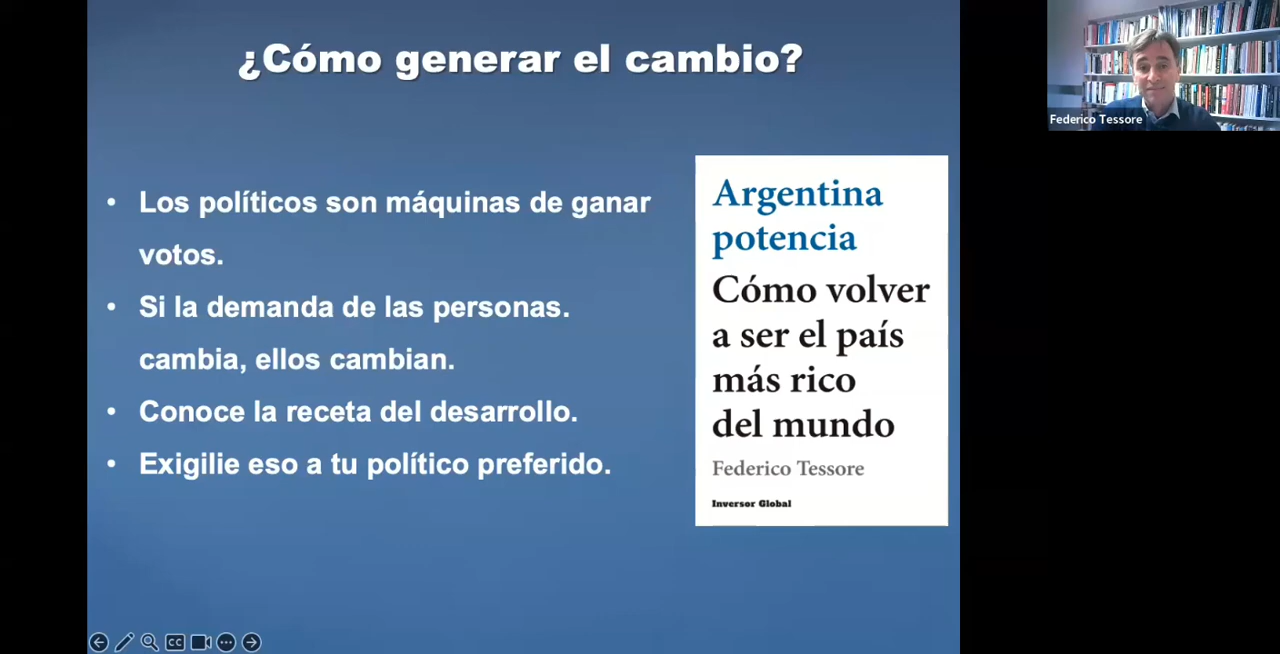 ¿Cómo generar el cambio?
• Los políticos son máquinas de ganar
votos.
• Si la demanda de las personas.
cambia, ellos cambian.
• Conoce la receta del desarrollo.
• Exigilie eso a tu político preferido.
Argentina
potencia
Cómo volver
a ser el país
más rico
del mundo
Federico Tessore
Inversor Global
Federico Tessore
CC